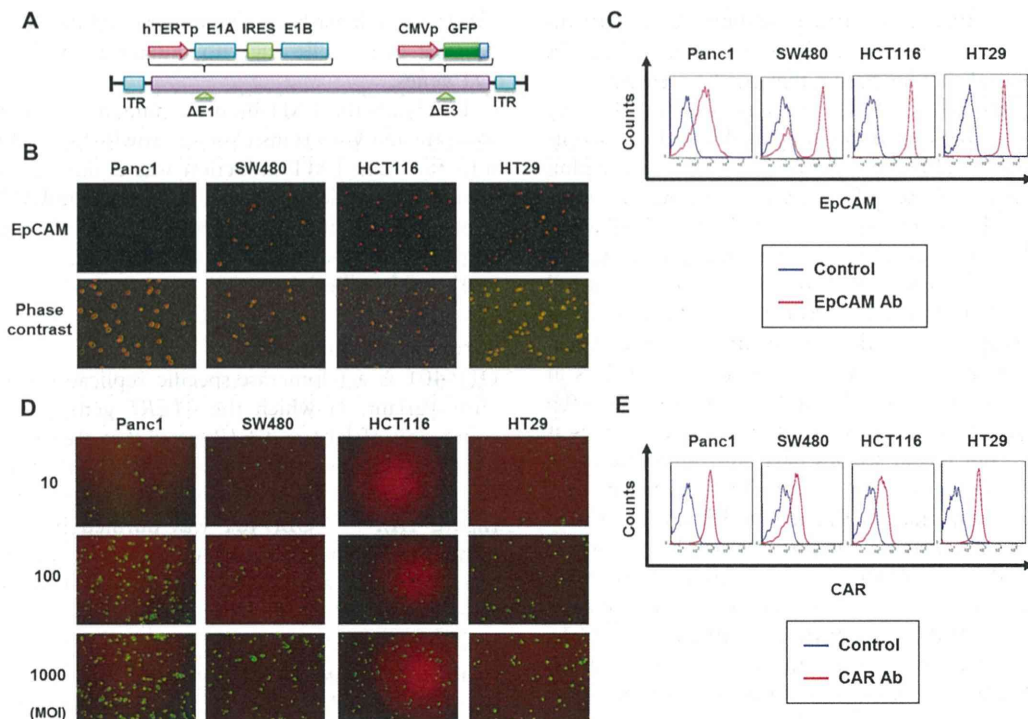 A
hTERTp E1A IRES E1B
CMVp GFP
ITR
ΔE1
ΔE3
ITR
B
Panc1 SW480 HCT116 HT29
EpCAM
Phase
contrast
C
Panc1 SW480 HCT116 HT29
Counts
EpCAM
Control
EpCAM Ab
D
Panc1 SW480 HCT116 HT29
10
100
1000
(MOI)
E
Panc1 SW480 HCT116 HT29
Counts
CAR
Control
CAR Ab